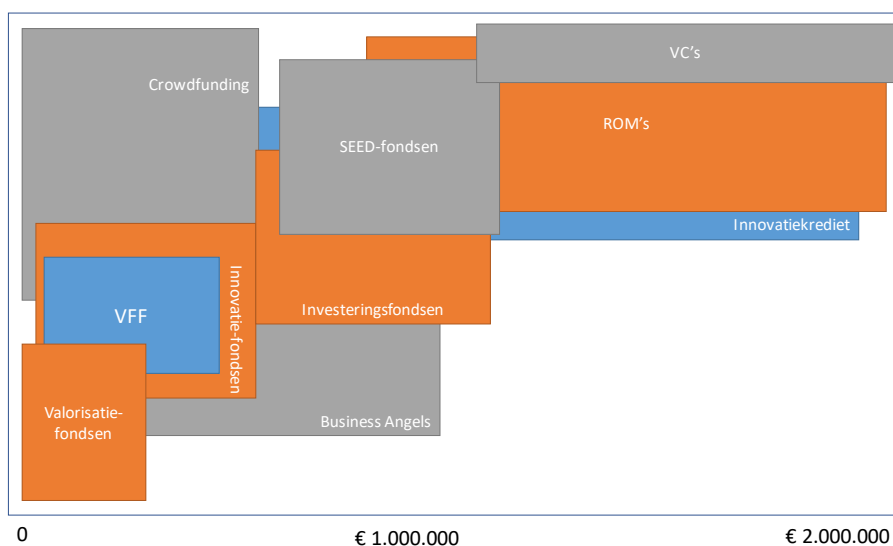 VC's
Crowdfunding
ROM's
SEED-fondsen
Innovatiekrediet
Innovatie-fondsen
Investeringsfondsen
VFF
Valorisatie-
fondsen
Business Angels
0
€ 1.000.000
€ 2.000.000